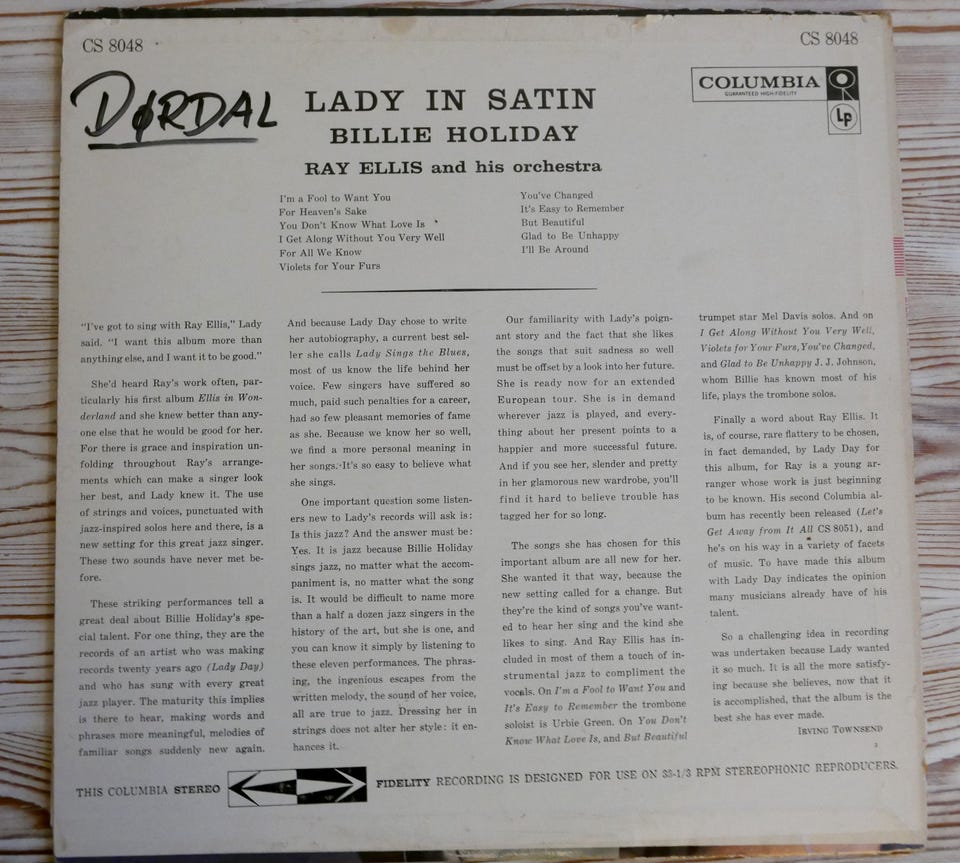 CS 8048
CS 8048
DØRDAL
COLUMBIA
GUARANTEED HIGH-FIDELITY
Lp
LADY IN SATIN
BILLIE HOLIDAY
RAY ELLIS and his orchestra
I'm a Fool to Want You
For Heaven's Sake
You Don't Know What Love Is
I Get Along Without You Very Well
For All We Know
Violets for Your Furs
You've Changed
It's Easy to Remember
But Beautiful
Glad to Be Unhappy
I'll Be Around
"I've got to sing with Ray Ellis," Lady
said. "I want this album more than
anything else, and I want it to be good."
She'd heard Ray's work often, par-
ticularly his first album Ellis in Won-
derland and she knew better than any-
one else that he would be good for her.
For there is grace and inspiration un-
folding throughout Ray's arrange-
ments which can make a singer look
her best, and Lady knew it. The use
of strings and voices, punctuated with
jazz-inspired solos here and there, is a
new setting for this great jazz singer.
These two sounds have never met be-
fore.
These striking performances tell a
great deal about Billie Holiday's spe-
cial talent. For one thing, they are the
records of an artist who was making
records twenty years ago (Lady Day)
and who has sung with every great
jazz player. The maturity this implies
is there to hear, making words and
phrases more meaningful, melodies of
familiar songs suddenly new again.
And because Lady Day chose to write
her autobiography, a current best sel-
ler she calls Lady Sings the Blues,
most of us know the life behind her
voice. Few singers have suffered so
much, paid such penalties for a career,
had so few pleasant memories of fame
as she. Because we know her so well,
we find a more personal meaning in
her songs. It's so easy to believe what
she sings.
One important question some listen-
ers new to Lady's records will ask is:
Is this jazz? And the answer must be:
Yes. It is jazz because Billie Holiday
sings jazz, no matter what the accom-
paniment is, no matter what the song
is. It would be difficult to name more
than a half a dozen jazz singers in the
history of the art, but she is one, and
you can know it simply by listening to
these eleven performances. The phras-
ing, the ingenious escapes from the
written melody, the sound of her voice,
all are true to jazz. Dressing her in
strings does not alter her style: it en-
hances it.
Our familiarity with Lady's poign-
ant story and the fact that she likes
the songs that suit sadness so well
must be offset by a look into her future.
She is ready now for an extended
European tour. She is in demand
wherever jazz is played, and every-
thing about her present points to a
happier and more successful future.
And if you see her, slender and pretty
in her glamorous new wardrobe, you'll
find it hard to believe trouble has
tagged her for so long.
The songs she has chosen for this
important album are all new for her.
She wanted it that way, because the
new setting called for a change. But
they're the kind of songs you've want-
ed to hear her sing and the kind she
likes to sing. And Ray Ellis has in-
cluded in most of them a touch of in-
strumental jazz to compliment the
vocals. On I'm a Fool to Want You and
It's Easy to Remember the trombone
soloist is Urbie Green. On You Don't
Know What Love Is, and But Beautiful
trumpet star Mel Davis solos. And on
I Get Along Without You Very Well,
Violets for Your Furs, You've Changed,
and Glad to Be Unhappy J. J. Johnson,
whom Billie has known most of his
life, plays the trombone solos.
Finally a word about Ray Ellis. It
is, of course, rare flattery to be chosen,
in fact demanded, by Lady Day for
this album, for Ray is a young ar-
ranger whose work is just beginning
to be known. His second Columbia al-
bum has recently been released (Let's
Get Away from It All CS 8051), and
he's on his way in a variety of facets
of music. To have made this album
with Lady Day indicates the opinion
many musicians already have of his
talent.
So a challenging idea in recording
was undertaken because Lady wanted
it so much. It is all the more satisfy-
ing because she believes, now that it
is accomplished, that the album is the
best she has ever made.
IRVING TOWNSEND
THIS COLUMBIA STEREO FIDELITY RECORDING IS DESIGNED FOR USE ON 33-1/3 RPM STEREOPHONIC REPRODUCERS.